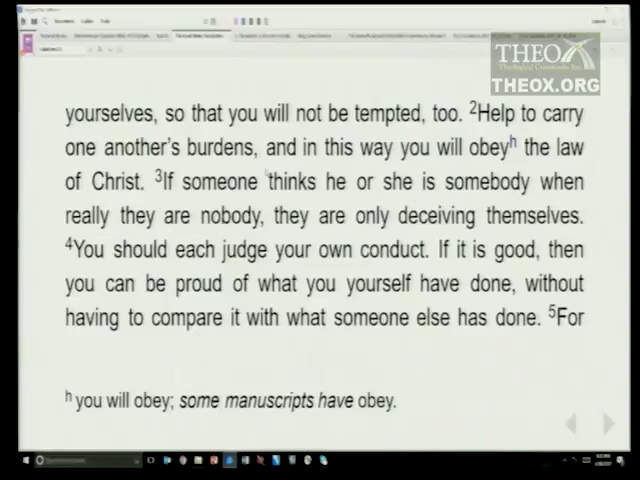 THEOX
THEOX.ORG
yourselves, so that you will not be tempted, too. ²Help to carry
one another's burdens, and in this way you will obeyʰ the law
of Christ. ³If someone thinks he or she is somebody when
really they are nobody, they are only deceiving themselves.
⁴You should each judge your own conduct. If it is good, then
you can be proud of what you yourself have done, without
having to compare it with what someone else has done. ⁵For
ʰ you will obey; some manuscripts have obey.